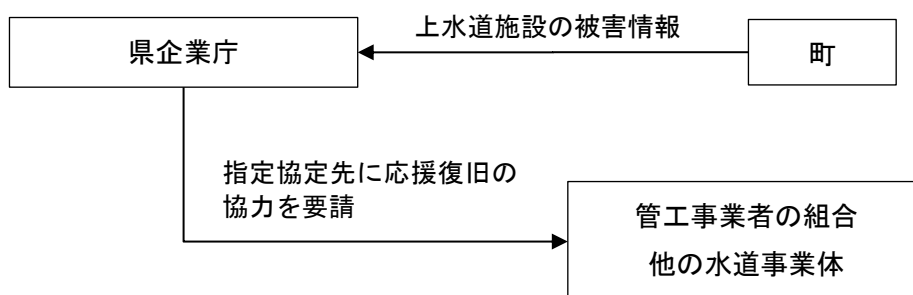 上水道施設の被害情報
県企業庁
町
指定協定先に応援復旧の
協力を要請
管工事業者の組合
他の水道事業体